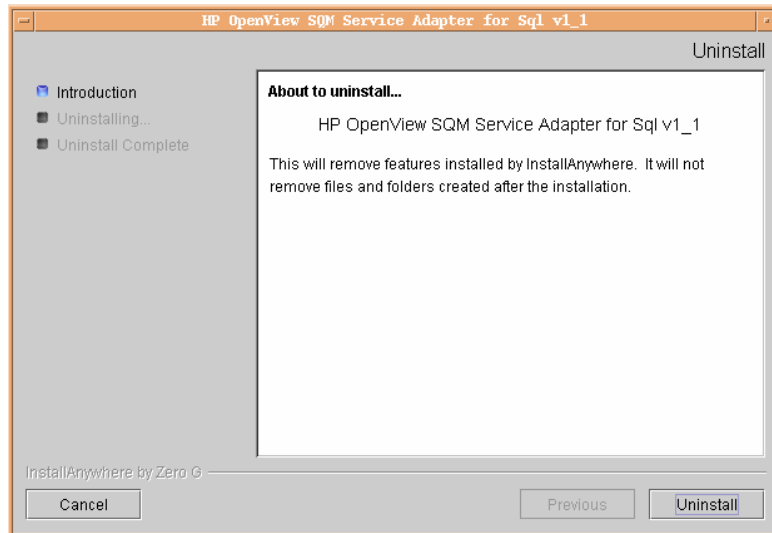 HP OpenView SQM Service Adapter for Sql v1_1
Uninstall
Introduction
Uninstalling...
Uninstall Complete
About to uninstall...
HP OpenView SQM Service Adapter for Sql v1_1
This will remove features installed by InstallAnywhere. It will not
remove files and folders created after the installation.
InstallAnywhere by Zero G
Cancel
Previous
Uninstall